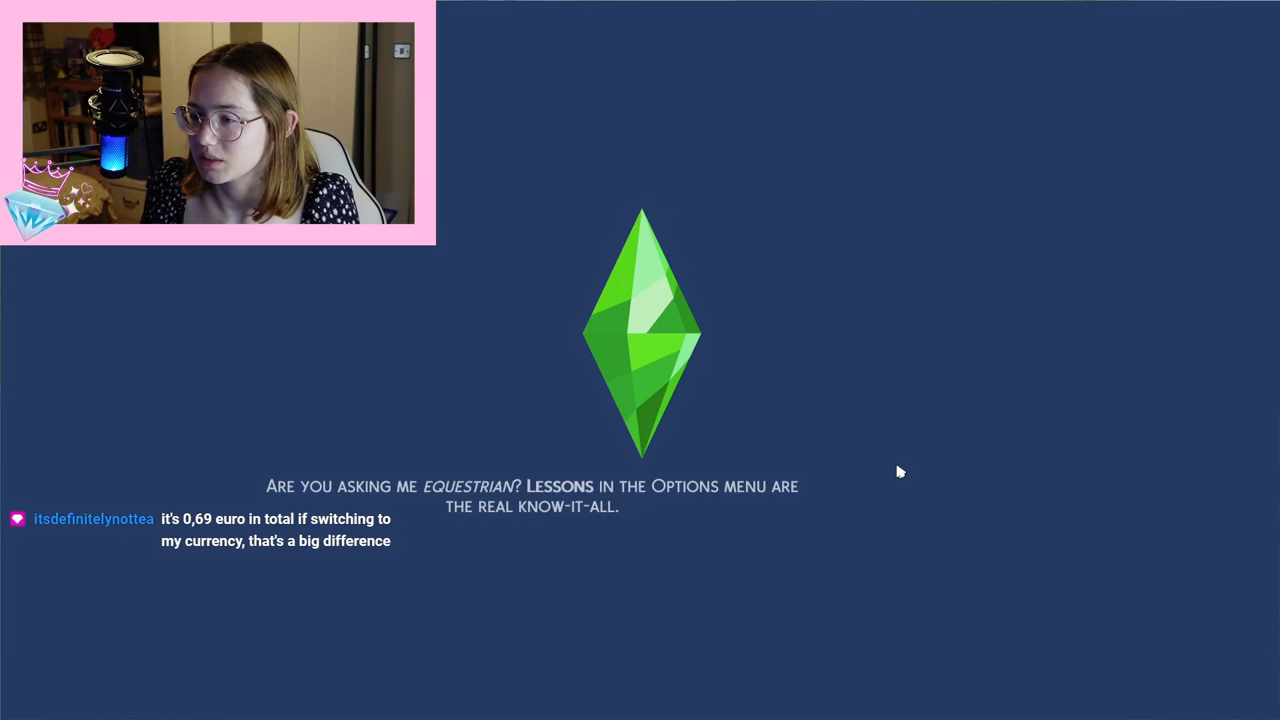 ARE YOU ASKING ME EQUESTRIAN? LESSONS IN THE OPTIONS MENU ARE
THE REAL KNOW-IT-ALL.
itsdefinitelynottea it's 0,69 euro in total if switching to
my currency, that's a big difference